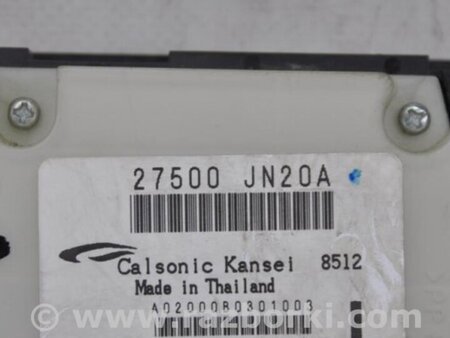 27500 JN20A
Calsonic Kansei 8512
Made in Thailand
A02000B0301003
© www.razborki.com